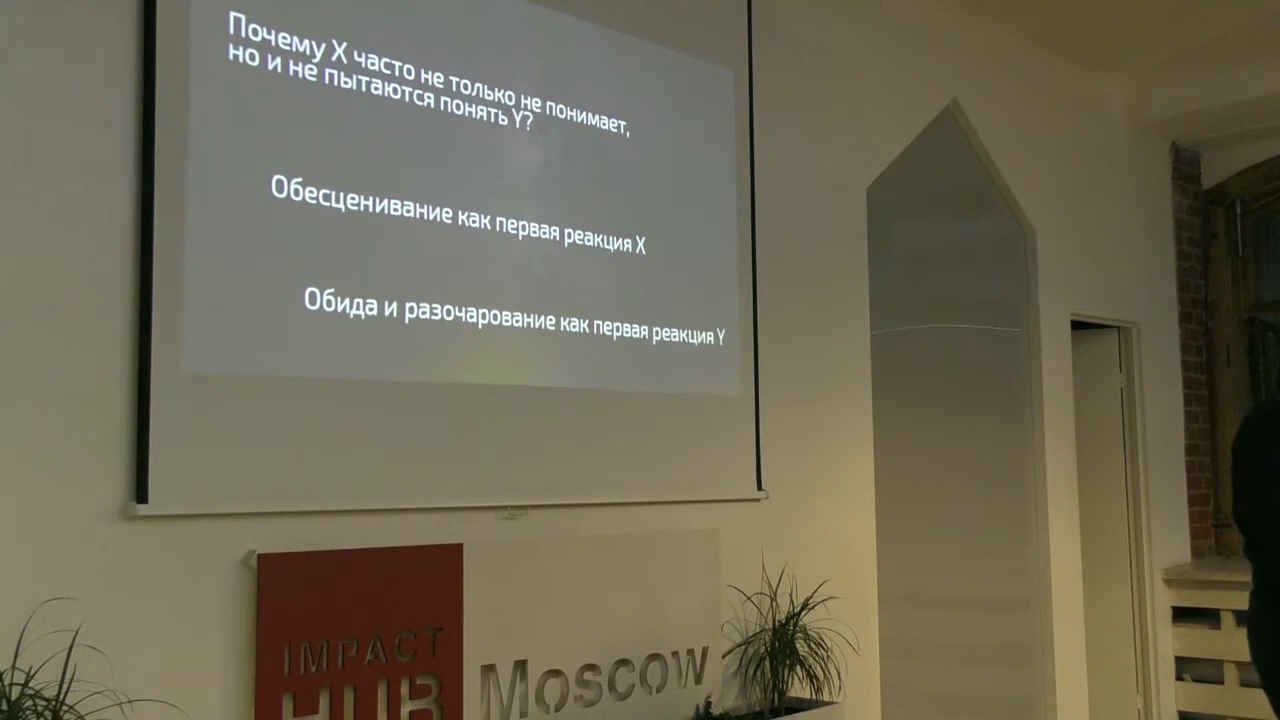 Почему X часто не только не понимает,
но и не пытаются понять Y?
Обесценивание как первая реакция X
Обида и разочарование как первая реакция Y
IMPACT
HUB
Moscow